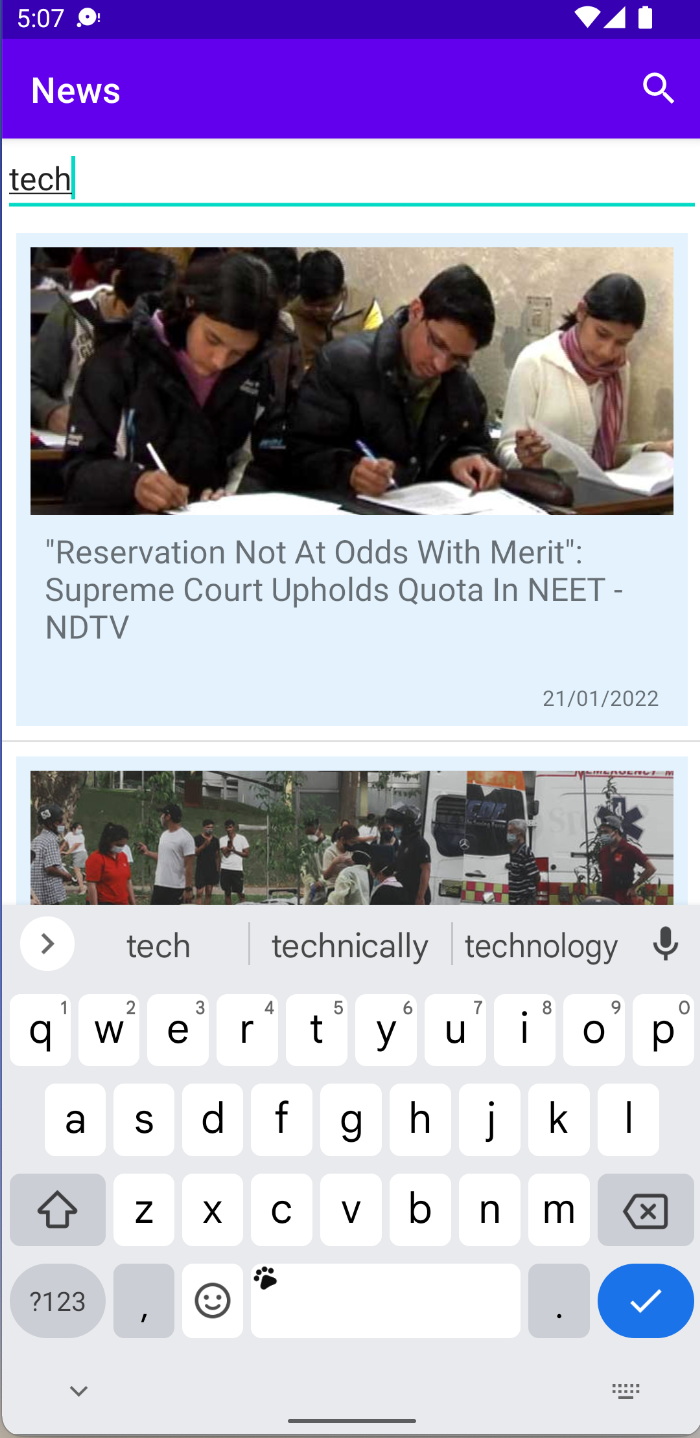 5:07
News
tech
"Reservation Not At Odds With Merit":
Supreme Court Upholds Quota In NEET -
NDTV
21/01/2022
tech technically technology
1 2 3 4 5 6 7 8 9 0
q w e r t y u i o p
a s d f g h j k l
z x c v b n m
?123 , .